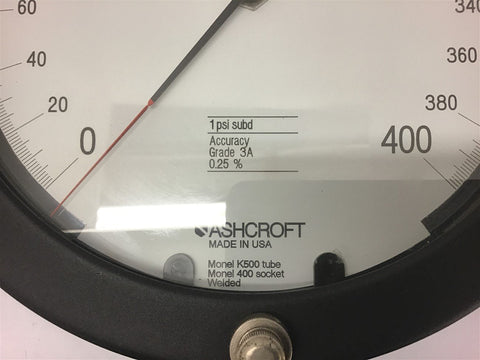 60
340
40
360
20
380
0
400
1 psi subd
Accuracy
Grade 3A
0.25 %
ASHCROFT
MADE IN USA
Monel K500 tube
Monel 400 socket
Welded